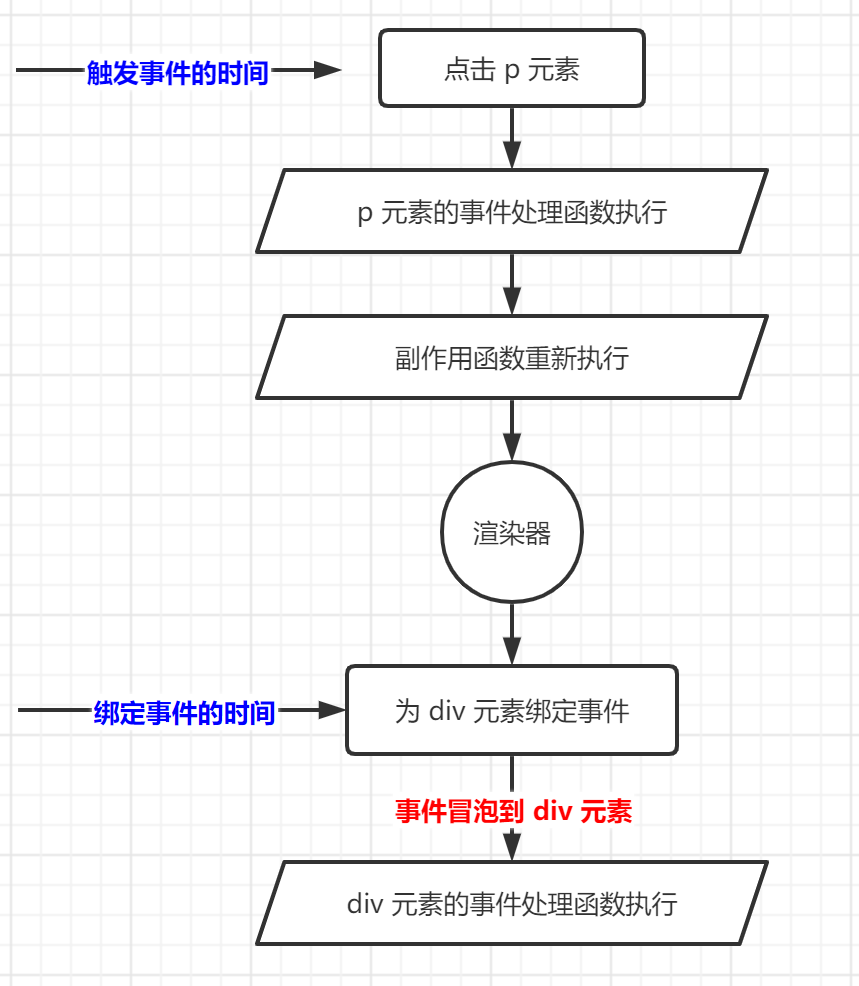 触发事件的时间
点击 p 元素
p 元素的事件处理函数执行
副作用函数重新执行
渲染器
绑定事件的时间
为 div 元素绑定事件
事件冒泡到 div 元素
div 元素的事件处理函数执行